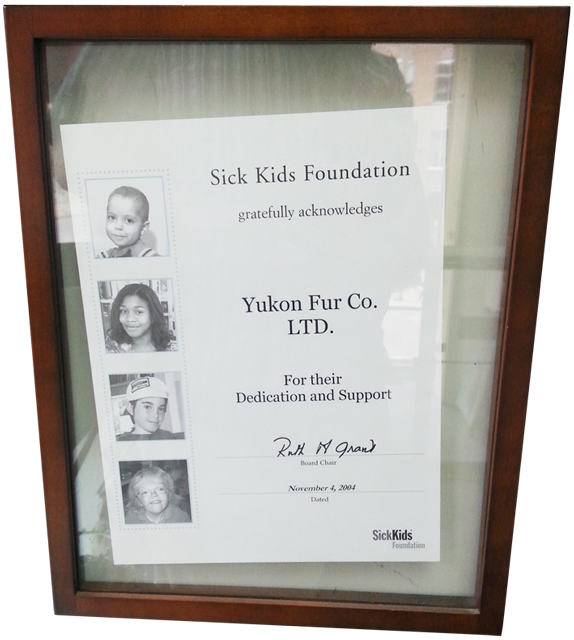 Sick Kids Foundation
gratefully acknowledges
Yukon Fur Co.
LTD.
For their
Dedication and Support
Ruth M Grant
Board Chair
November 4, 2004
Dated
SickKids
Foundation